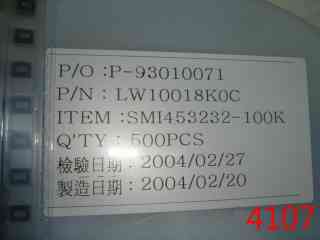 P/O :P-93010071
P/N : LW10018K0C
ITEM :SMI453232-100K
Q'TY : 500PCS
檢驗日期 : 2004/02/27
製造日期 : 2004/02/20
4107